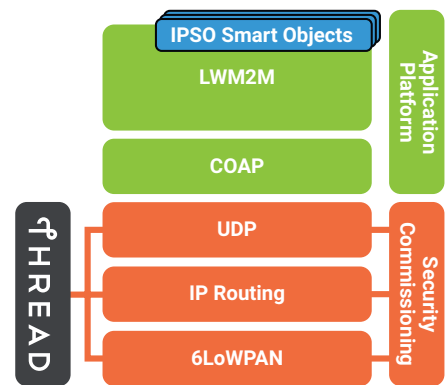 IPSO Smart Objects
LWM2M
COAP
Application
Platform
THREAD
UDP
IP Routing
6LoWPAN
Security
Commissioning